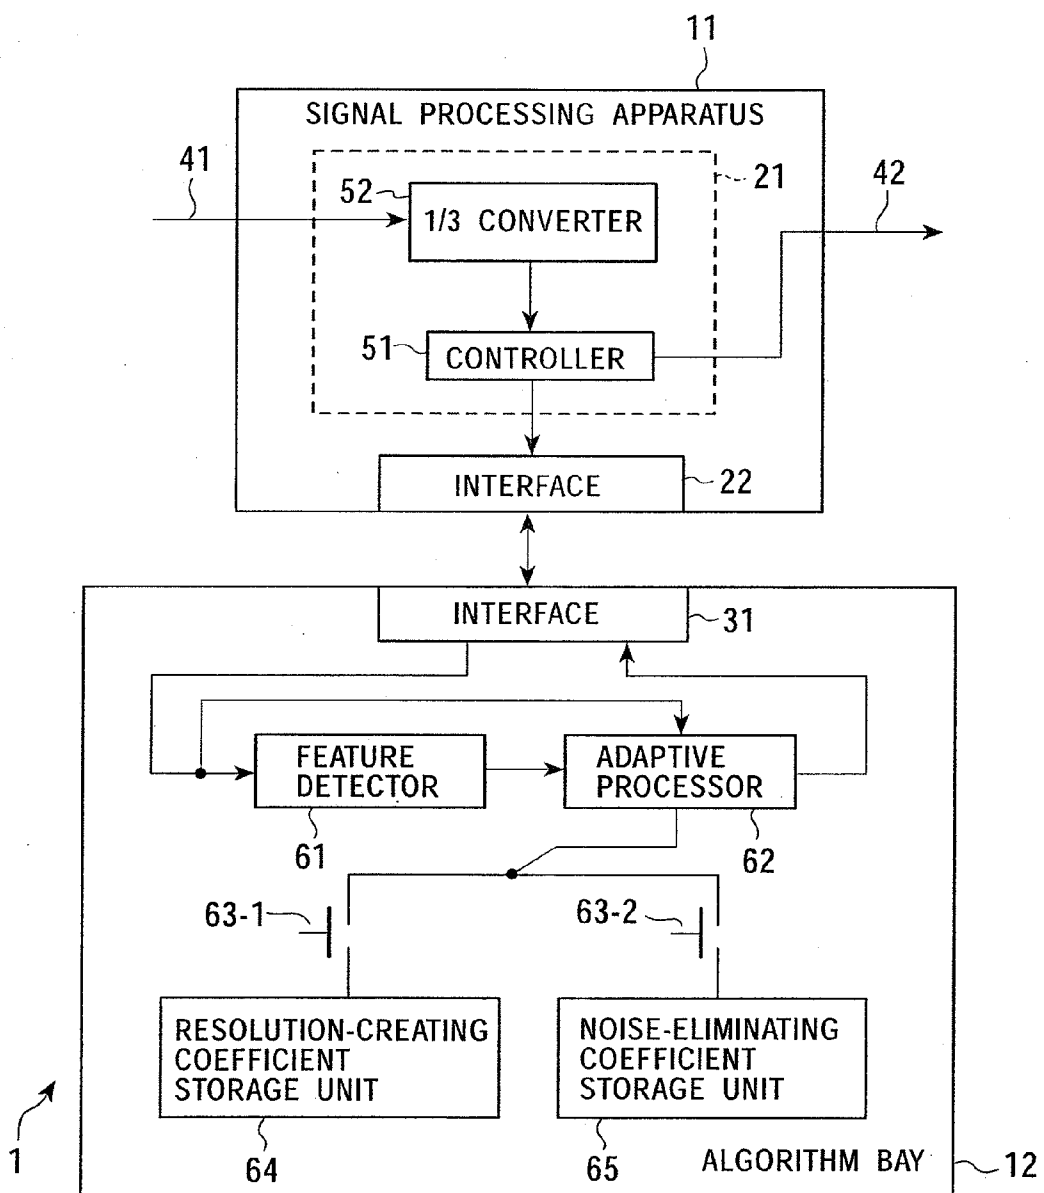 11
SIGNAL PROCESSING APPARATUS
41
52
21
42
1/3 CONVERTER
51
CONTROLLER
INTERFACE
22
INTERFACE
31
FEATURE
DETECTOR
ADAPTIVE
PROCESSOR
61
62
63-1
63-2
RESOLUTION-CREATING
COEFFICIENT
STORAGE UNIT
NOISE-ELIMINATING
COEFFICIENT
STORAGE UNIT
1
64
65
ALGORITHM BAY
12